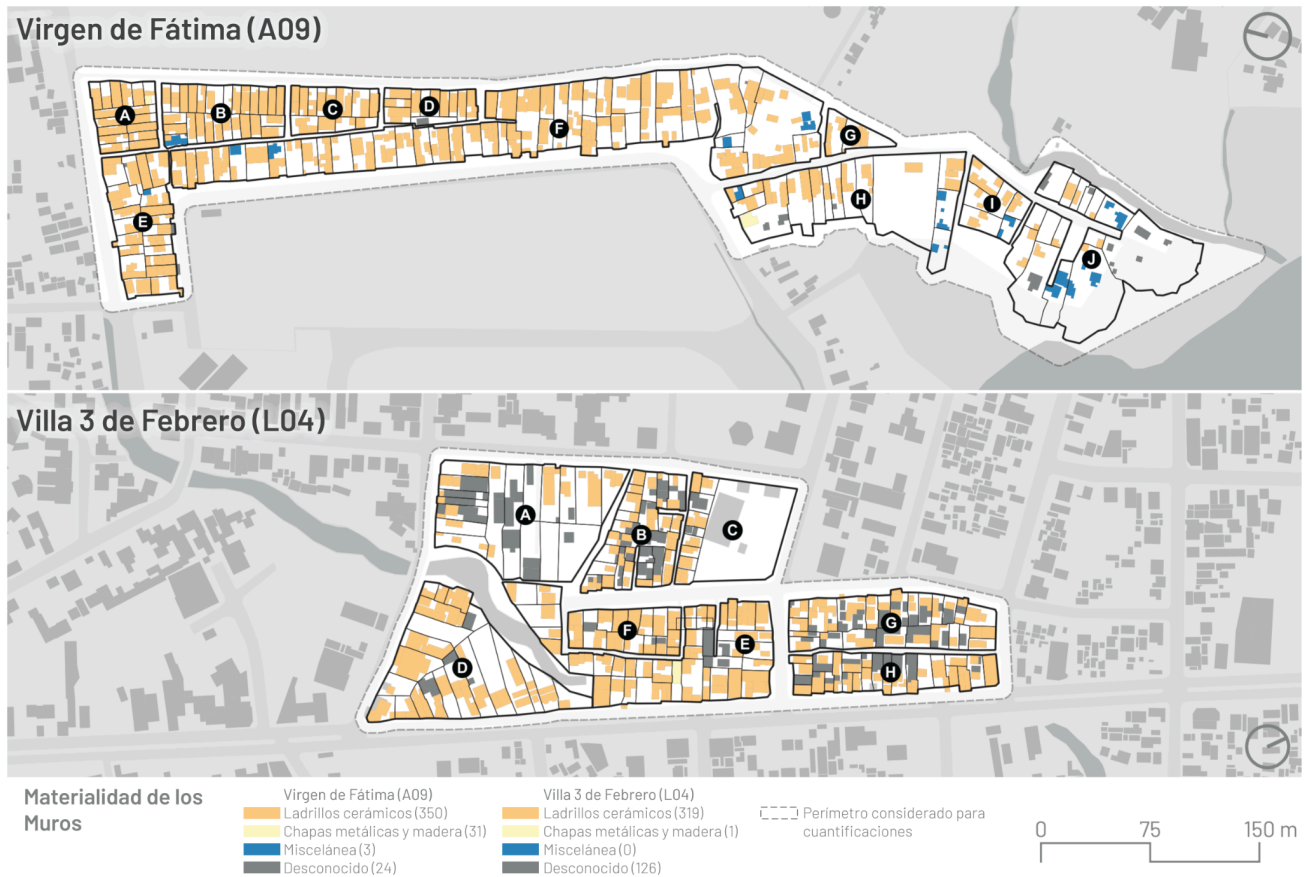 Virgen de Fátima (A09)
A
B
C
D
E
F
G
H
I
J
Villa 3 de Febrero (L04)
A
B
C
D
E
F
G
H
Materialidad de los
Muros
Virgen de Fátima (A09)
Ladrillos cerámicos (350)
Chapas metálicas y madera (31)
Miscelánea (3)
Desconocido (24)
Villa 3 de Febrero (L04)
Ladrillos cerámicos (319)
Chapas metálicas y madera (1)
Miscelánea (0)
Desconocido (126)
Perímetro considerado para
cuantificaciones
0 75 150 m